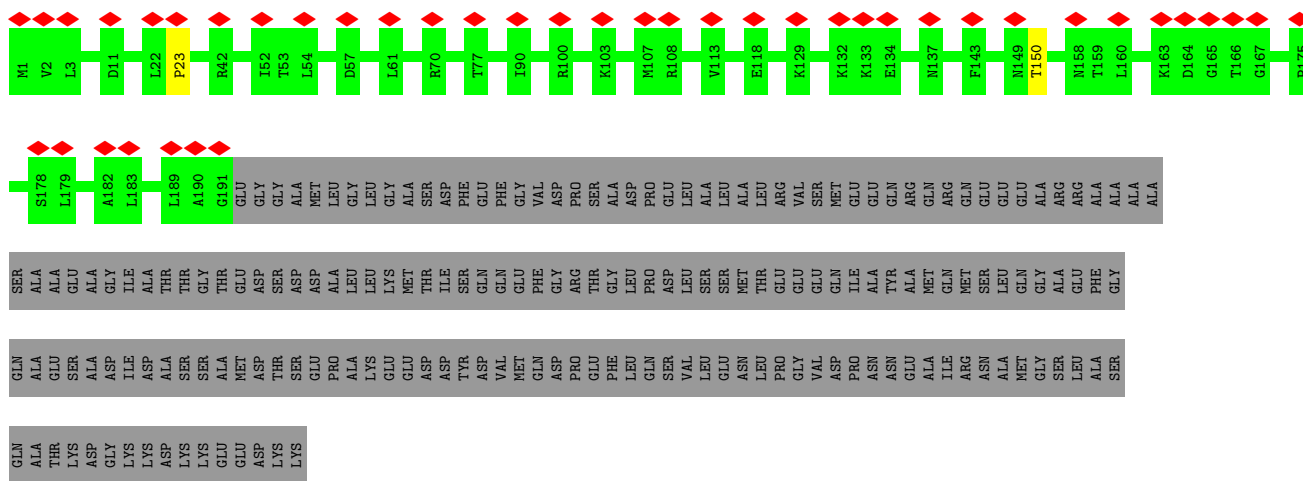 M1 V2 L3 D11 L22 P23 R42 I52 T53 L54 D57 L61 R70 T77 I90 R100 K103 M107 R108 V113 E118 K129 K132 K133 E134 N137 F143 N149 T150 N158 T159 L160 K163 D164 G165 T166 G167
S178 L179 A182 L183 L189 A190 G191 GLU GLY GLY ALA MET LEU GLY LEU GLY ALA SER ASP PHE GLU PHE GLY VAL ASP PRO SER ALA ASP PRO GLU LEU ALA LEU ALA LEU ARG VAL SER MET GLU GLU GLN ARG GLN ARG GLN GLU GLU GLU ALA ARG ARG ALA ALA ALA ALA
SER ALA ALA GLU ALA GLY ILE ALA THR THR GLY THR GLU ASP SER ASP ASP ALA LEU LEU LYS MET THR ILE SER GLN GLN GLU PHE GLY ARG THR GLY LEU PRO ASP LEU SER SER MET THR GLU GLU GLU GLN ILE ALA TYR ALA MET GLN MET SER LEU GLN GLY ALA GLU PHE GLY
GLN ALA GLU SER ALA ASP ILE ASP ALA SER SER ALA MET ASP THR SER GLU PRO ALA LYS GLU GLU ASP ASP TYR ASP VAL MET GLN ASP PRO GLU PHE LEU GLN SER VAL LEU GLU ASN LEU PRO GLY VAL ASP PRO ASN ASN GLU ALA ILE ARG ASN ALA MET GLY SER LEU ALA SER
GLN ALA THR LYS ASP GLY LYS LYS ASP LYS LYS GLU GLU ASP LYS LYS